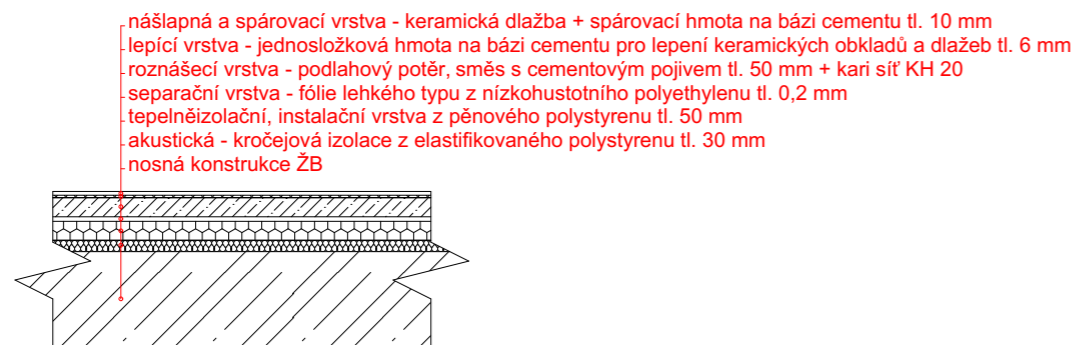 nášlapná a spárovací vrstva - keramická dlažba + spárovací hmota na bázi cementu tl. 10 mm
lepící vrstva - jednosložková hmota na bázi cementu pro lepení keramických obkladů a dlažeb tl. 6 mm
roznášecí vrstva - podlahový potěr, směs s cementovým pojivem tl. 50 mm + kari síť KH 20
separační vrstva - fólie lehkého typu z nízkohustotního polyethylenu tl. 0,2 mm
tepelněizolační, instalační vrstva z pěnového polystyrenu tl. 50 mm
akustická - kročejová izolace z elastifikovaného polystyrenu tl. 30 mm
nosná konstrukce ŽB